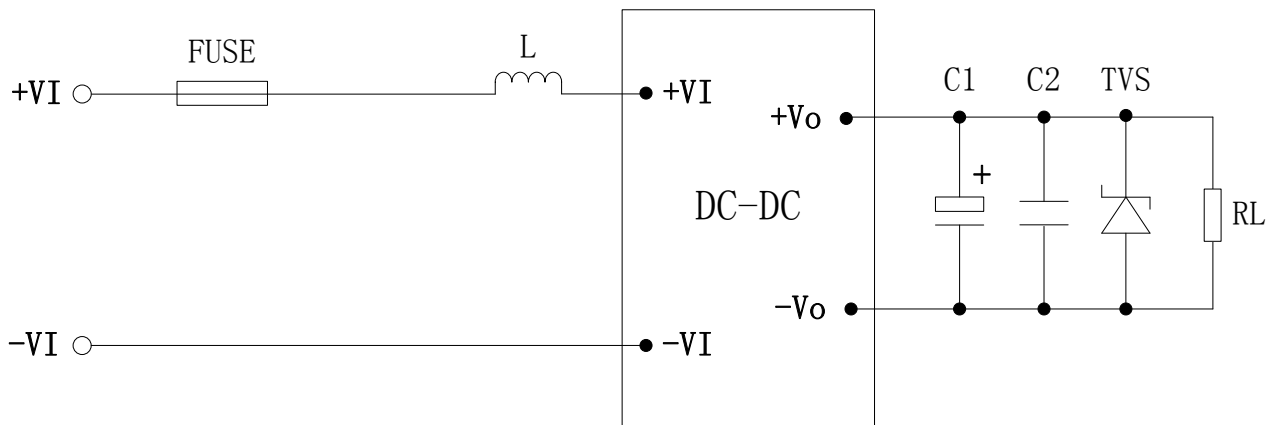 FUSE
L
+VI
+VI
C1
C2
TVS
+Vo
+
DC-DC
RL
-Vo
-VI
-VI